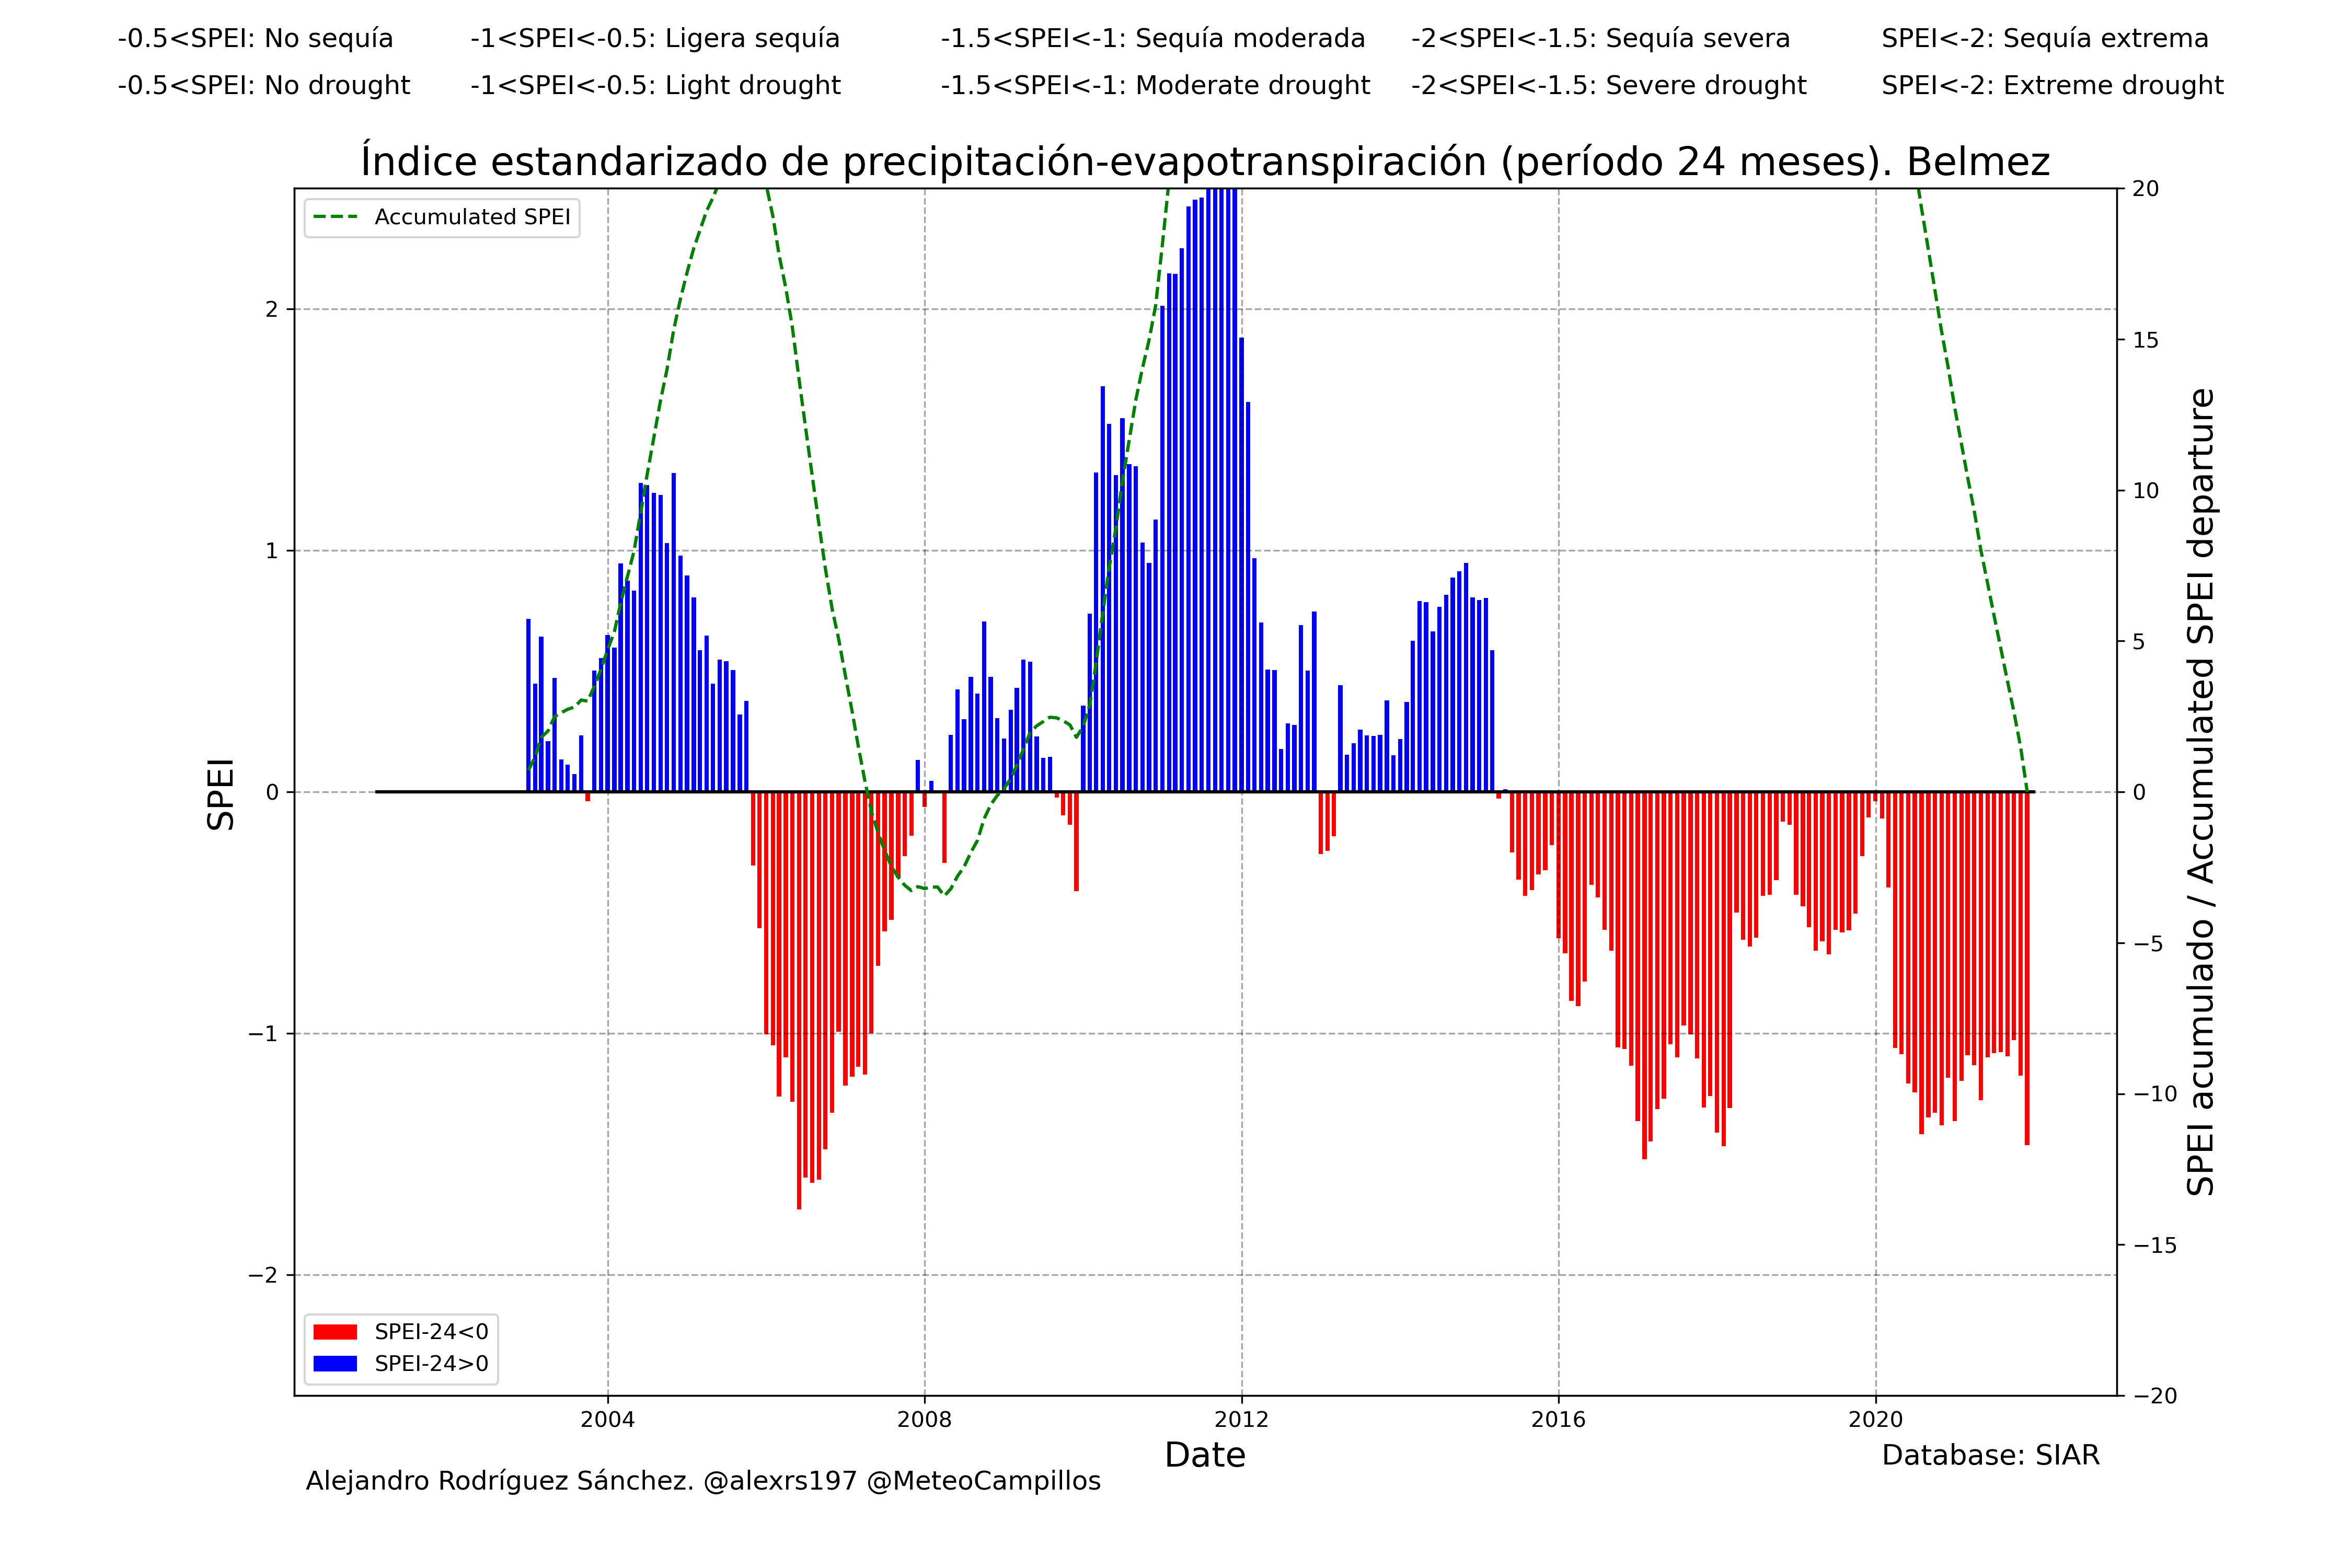 -0.5<SPEI: No sequía -1<SPEI<-0.5: Ligera sequía -1.5<SPEI<-1: Sequía moderada -2<SPEI<-1.5: Sequía severa SPEI<-2: Sequía extrema
-0.5<SPEI: No drought -1<SPEI<-0.5: Light drought -1.5<SPEI<-1: Moderate drought -2<SPEI<-1.5: Severe drought SPEI<-2: Extreme drought
Índice estandarizado de precipitación-evapotranspiración (período 24 meses). Belmez
Accumulated SPEI
2
1
0
−1
−2
SPEI
20
15
10
5
0
−5
−10
−15
−20
SPEI acumulado / Accumulated SPEI departure
SPEI-24<0
SPEI-24>0
2004 2008 2012 2016 2020
Date
Database: SIAR
Alejandro Rodríguez Sánchez. @alexrs197 @MeteoCampillos